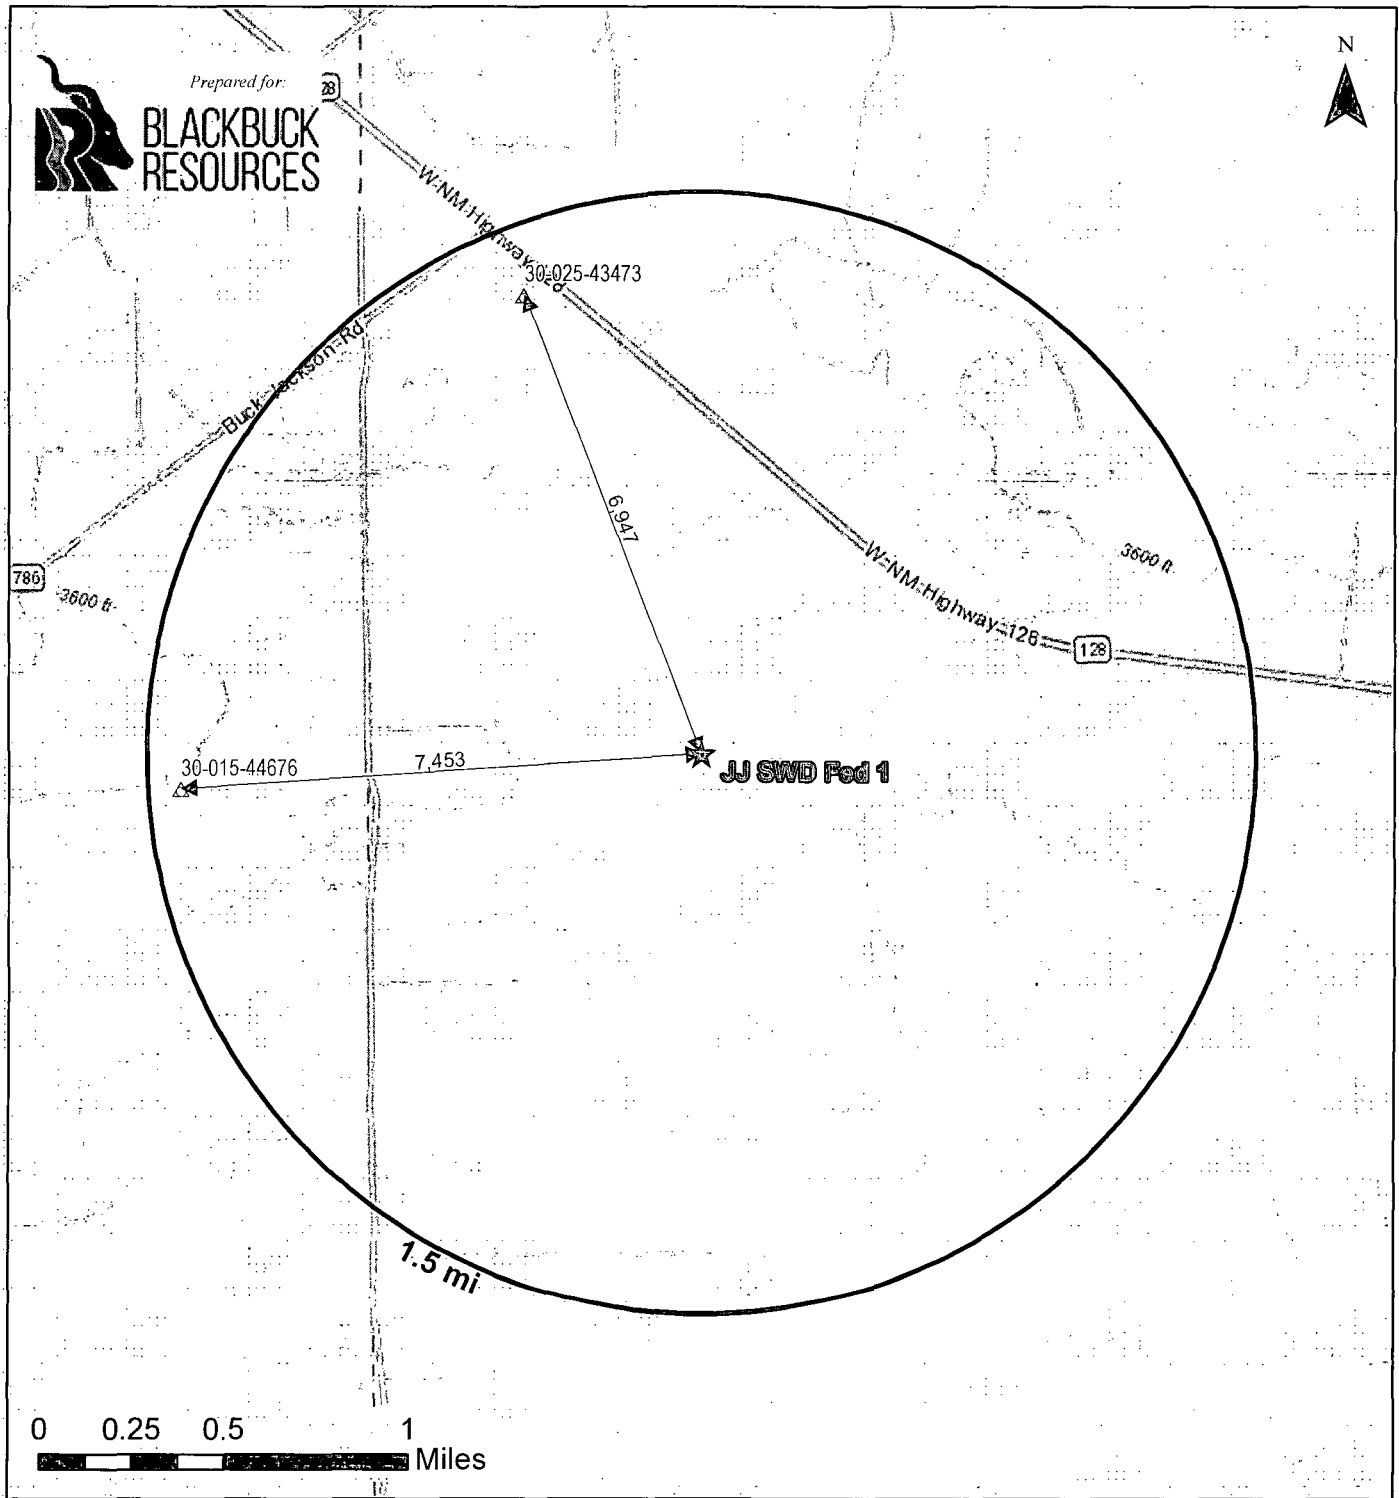 Prepared for:
BLACKBUCK
RESOURCES
N
28
W NM Highway 128
30-025-43473
Buck Jackson Rd
6,947
786
3600 ft
3600 ft
W NM Highway 128
128
30-015-44676
7,453
JJ SWD Fed 1
1.5 mi
0 0.25 0.5 1
Miles